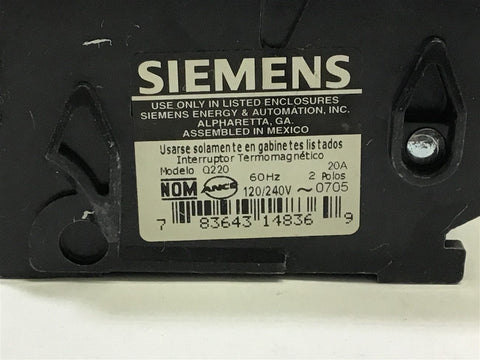 SIEMENS
USE ONLY IN LISTED ENCLOSURES
SIEMENS ENERGY & AUTOMATION, INC.
ALPHARETTA, GA.
ASSEMBLED IN MEXICO
Usarse solamente en gabinetes listados
Interruptor Termomagnético
Modelo Q220 20A
NOM ANCE 60Hz 2 Polos
120/240V ~ 0705
7 83643 14836 9